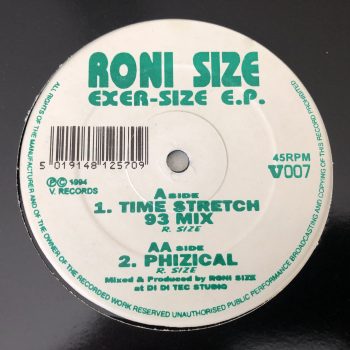 RONI SIZE
EXER-SIZE E.P.
5 019148 125709
℗ © 1994
V. RECORDS
45RPM
V007
A SIDE
1. TIME STRETCH
93 MIX
R. SIZE
AA SIDE
2. PHIZICAL
R. SIZE
Mixed & Produced by RONI SIZE
at DI DI TEC STUDIO
ALL RIGHTS OF THE MANUFACTURER AND OF THE OWNER OF THE RECORDED WORK RESERVED UNAUTHORISED PUBLIC PERFORMANCE BROADCASTING AND COPYING OF THIS RECORD PROHIBITED